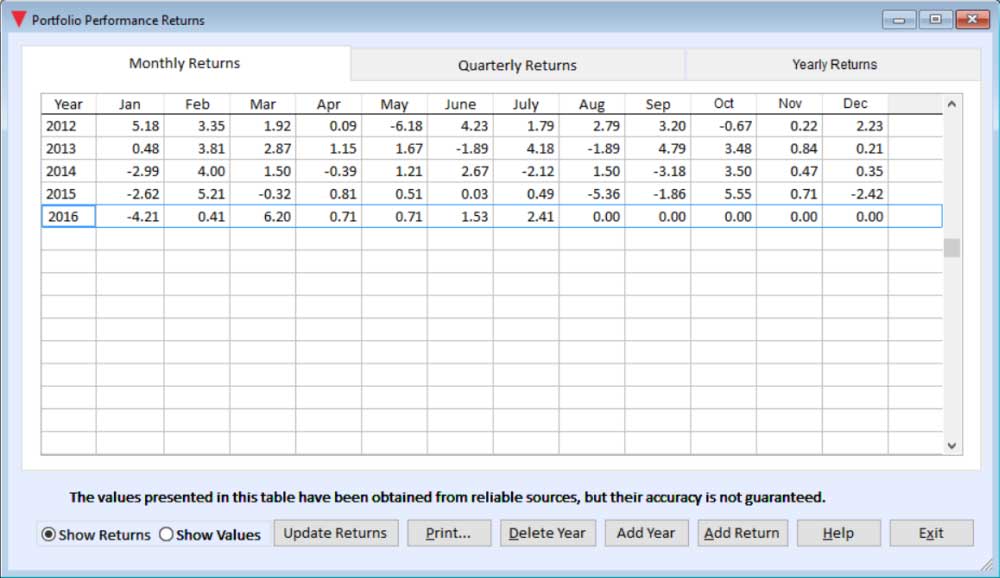 Portfolio Performance Returns
Monthly Returns Quarterly Returns Yearly Returns
Year Jan Feb Mar Apr May June July Aug Sep Oct Nov Dec
2012 5.18 3.35 1.92 0.09 -6.18 4.23 1.79 2.79 3.20 -0.67 0.22 2.23
2013 0.48 3.81 2.87 1.15 1.67 -1.89 4.18 -1.89 4.79 3.48 0.84 0.21
2014 -2.99 4.00 1.50 -0.39 1.21 2.67 -2.12 1.50 -3.18 3.50 0.47 0.35
2015 -2.62 5.21 -0.32 0.81 0.51 0.03 0.49 -5.36 -1.86 5.55 0.71 -2.42
2016 -4.21 0.41 6.20 0.71 0.71 1.53 2.41 0.00 0.00 0.00 0.00 0.00
The values presented in this table have been obtained from reliable sources, but their accuracy is not guaranteed.
Show Returns Show Values Update Returns Print... Delete Year Add Year Add Return Help Exit